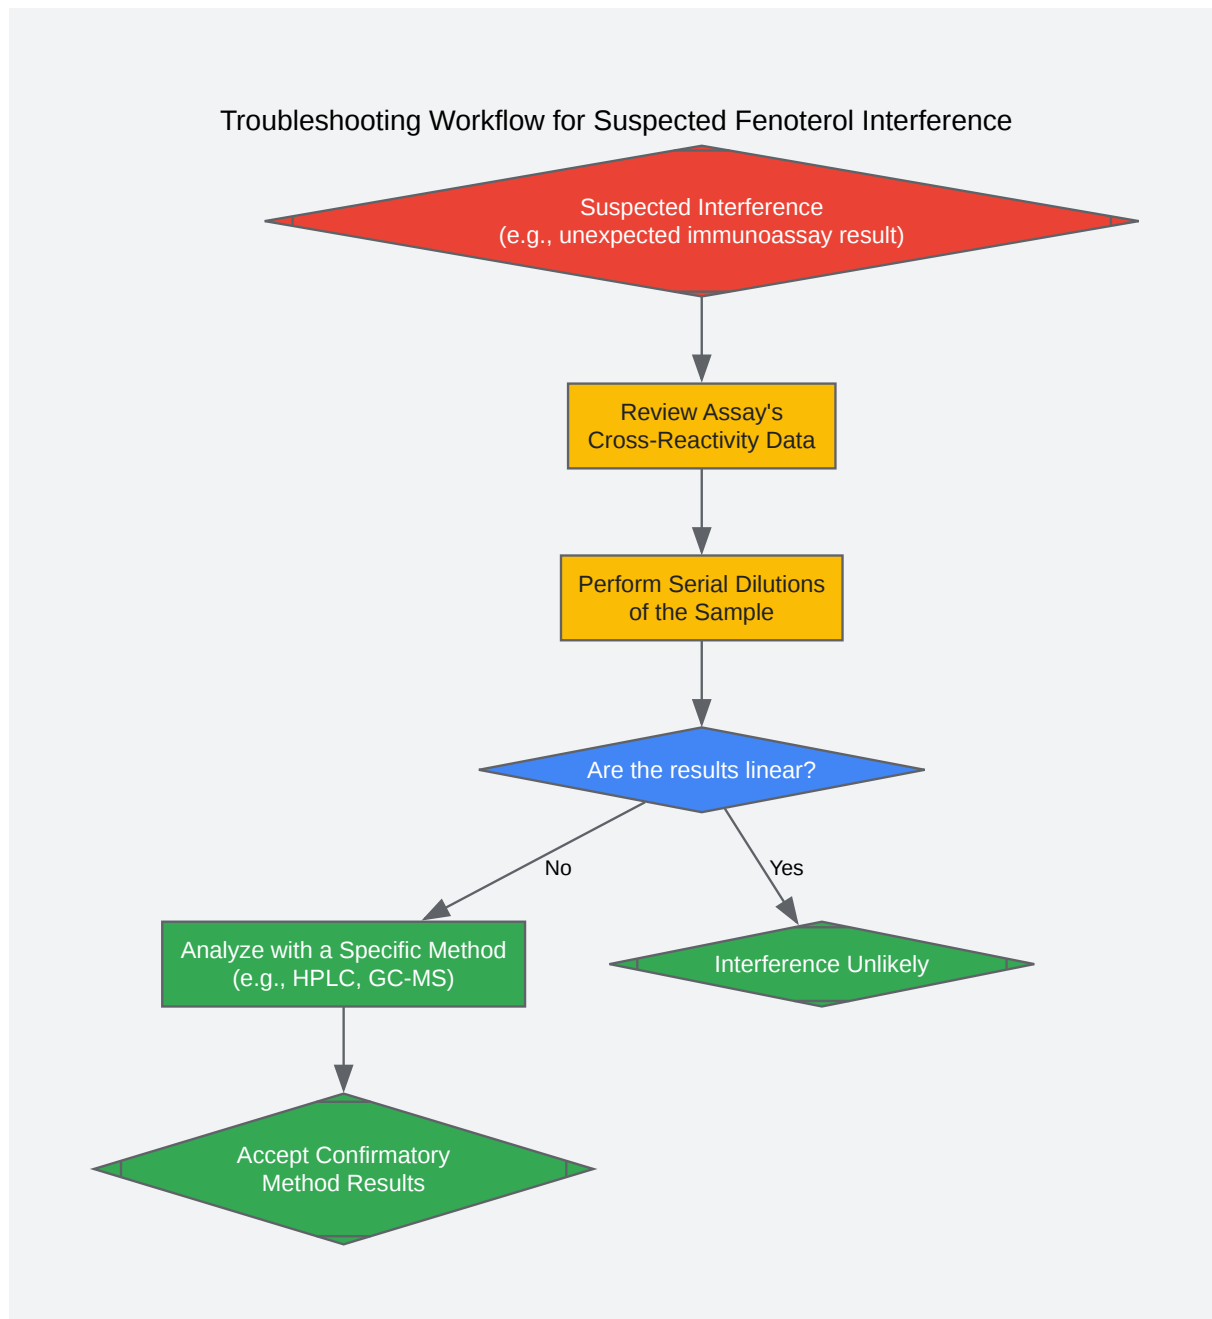 Troubleshooting Workflow for Suspected Fenoterol Interference
Suspected Interference
(e.g., unexpected immunoassay result)
Review Assay's
Cross-Reactivity Data
Perform Serial Dilutions
of the Sample
Are the results linear?
No
Yes
Analyze with a Specific Method
(e.g., HPLC, GC-MS)
Interference Unlikely
Accept Confirmatory
Method Results